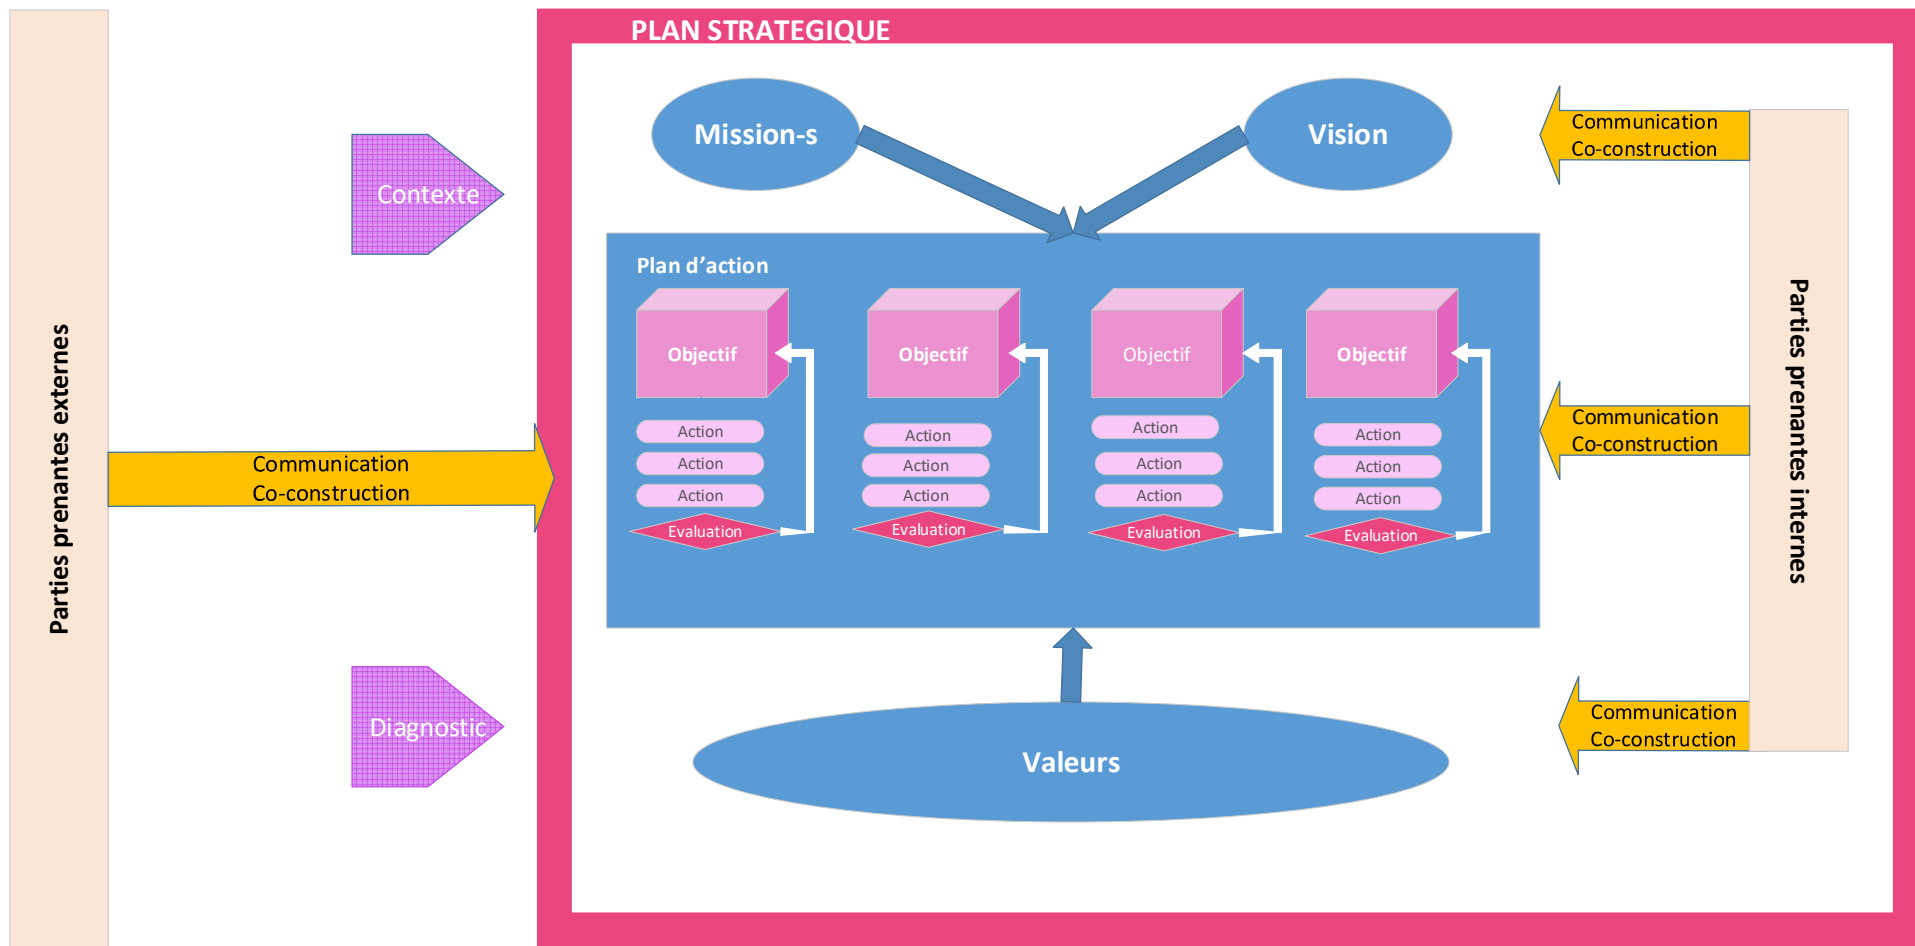 PLAN STRATEGIQUE
Parties prenantes externes
Contexte
Communication
Co-construction
Diagnostic
Mission-s
Vision
Plan d’action
Objectif
Action
Action
Action
Evaluation
Objectif
Action
Action
Action
Evaluation
Objectif
Action
Action
Action
Evaluation
Objectif
Action
Action
Action
Evaluation
Valeurs
Communication
Co-construction
Communication
Co-construction
Communication
Co-construction
Parties prenantes internes